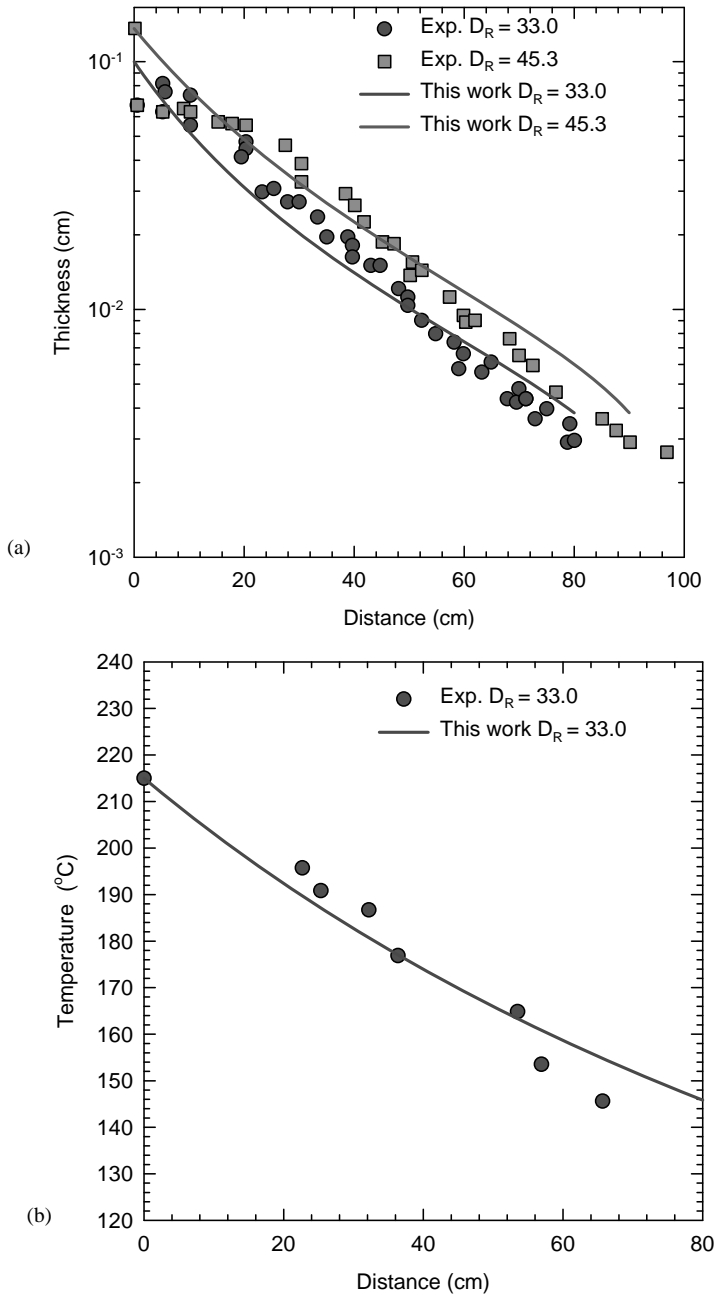 Exp. D_R = 33.0
Exp. D_R = 45.3
This work D_R = 33.0
This work D_R = 45.3
10^-1
10^-2
10^-3
Thickness (cm)
0 20 40 60 80 100
Distance (cm)
(a)
Exp. D_R = 33.0
This work D_R = 33.0
240
230
220
210
200
190
180
170
160
150
140
130
120
Temperature (°C)
0 20 40 60 80
Distance (cm)
(b)